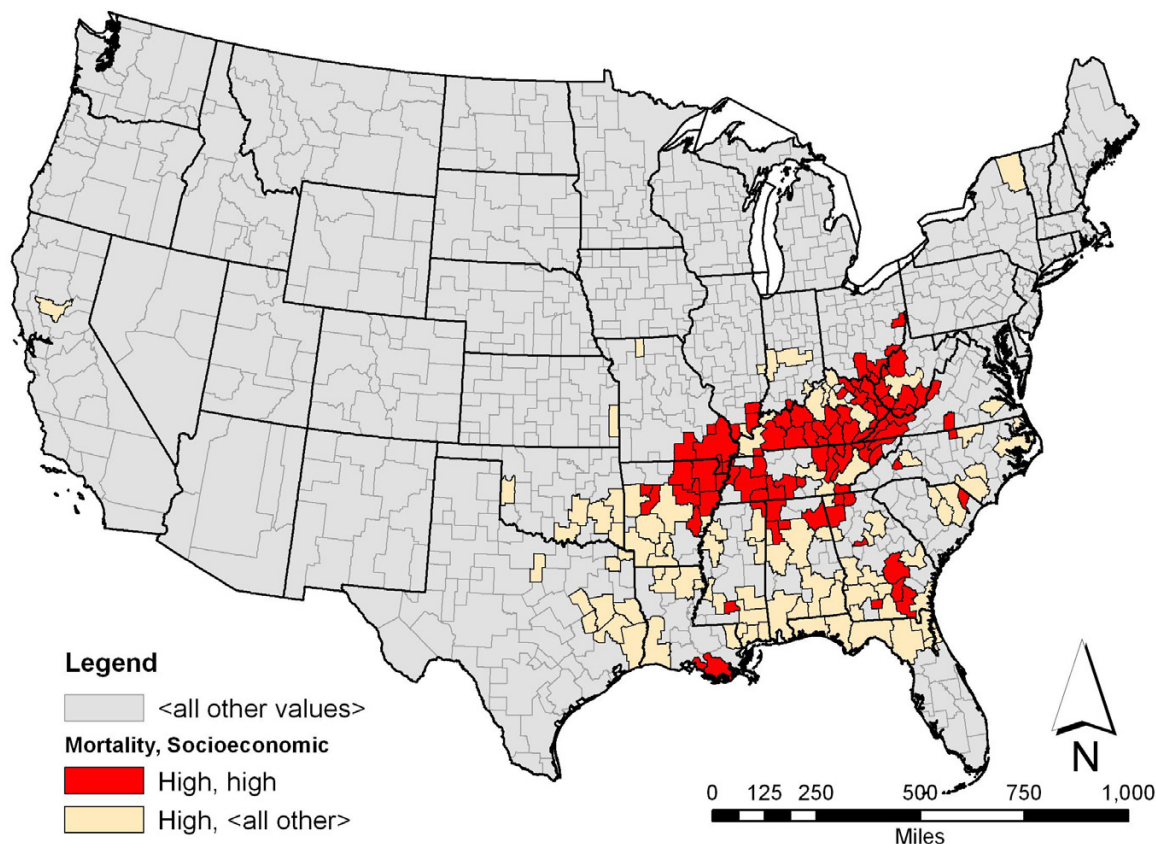 Legend
<all other values>
Mortality, Socioeconomic
High, high
High, <all other>
N
0 125 250 500 750 1,000
Miles